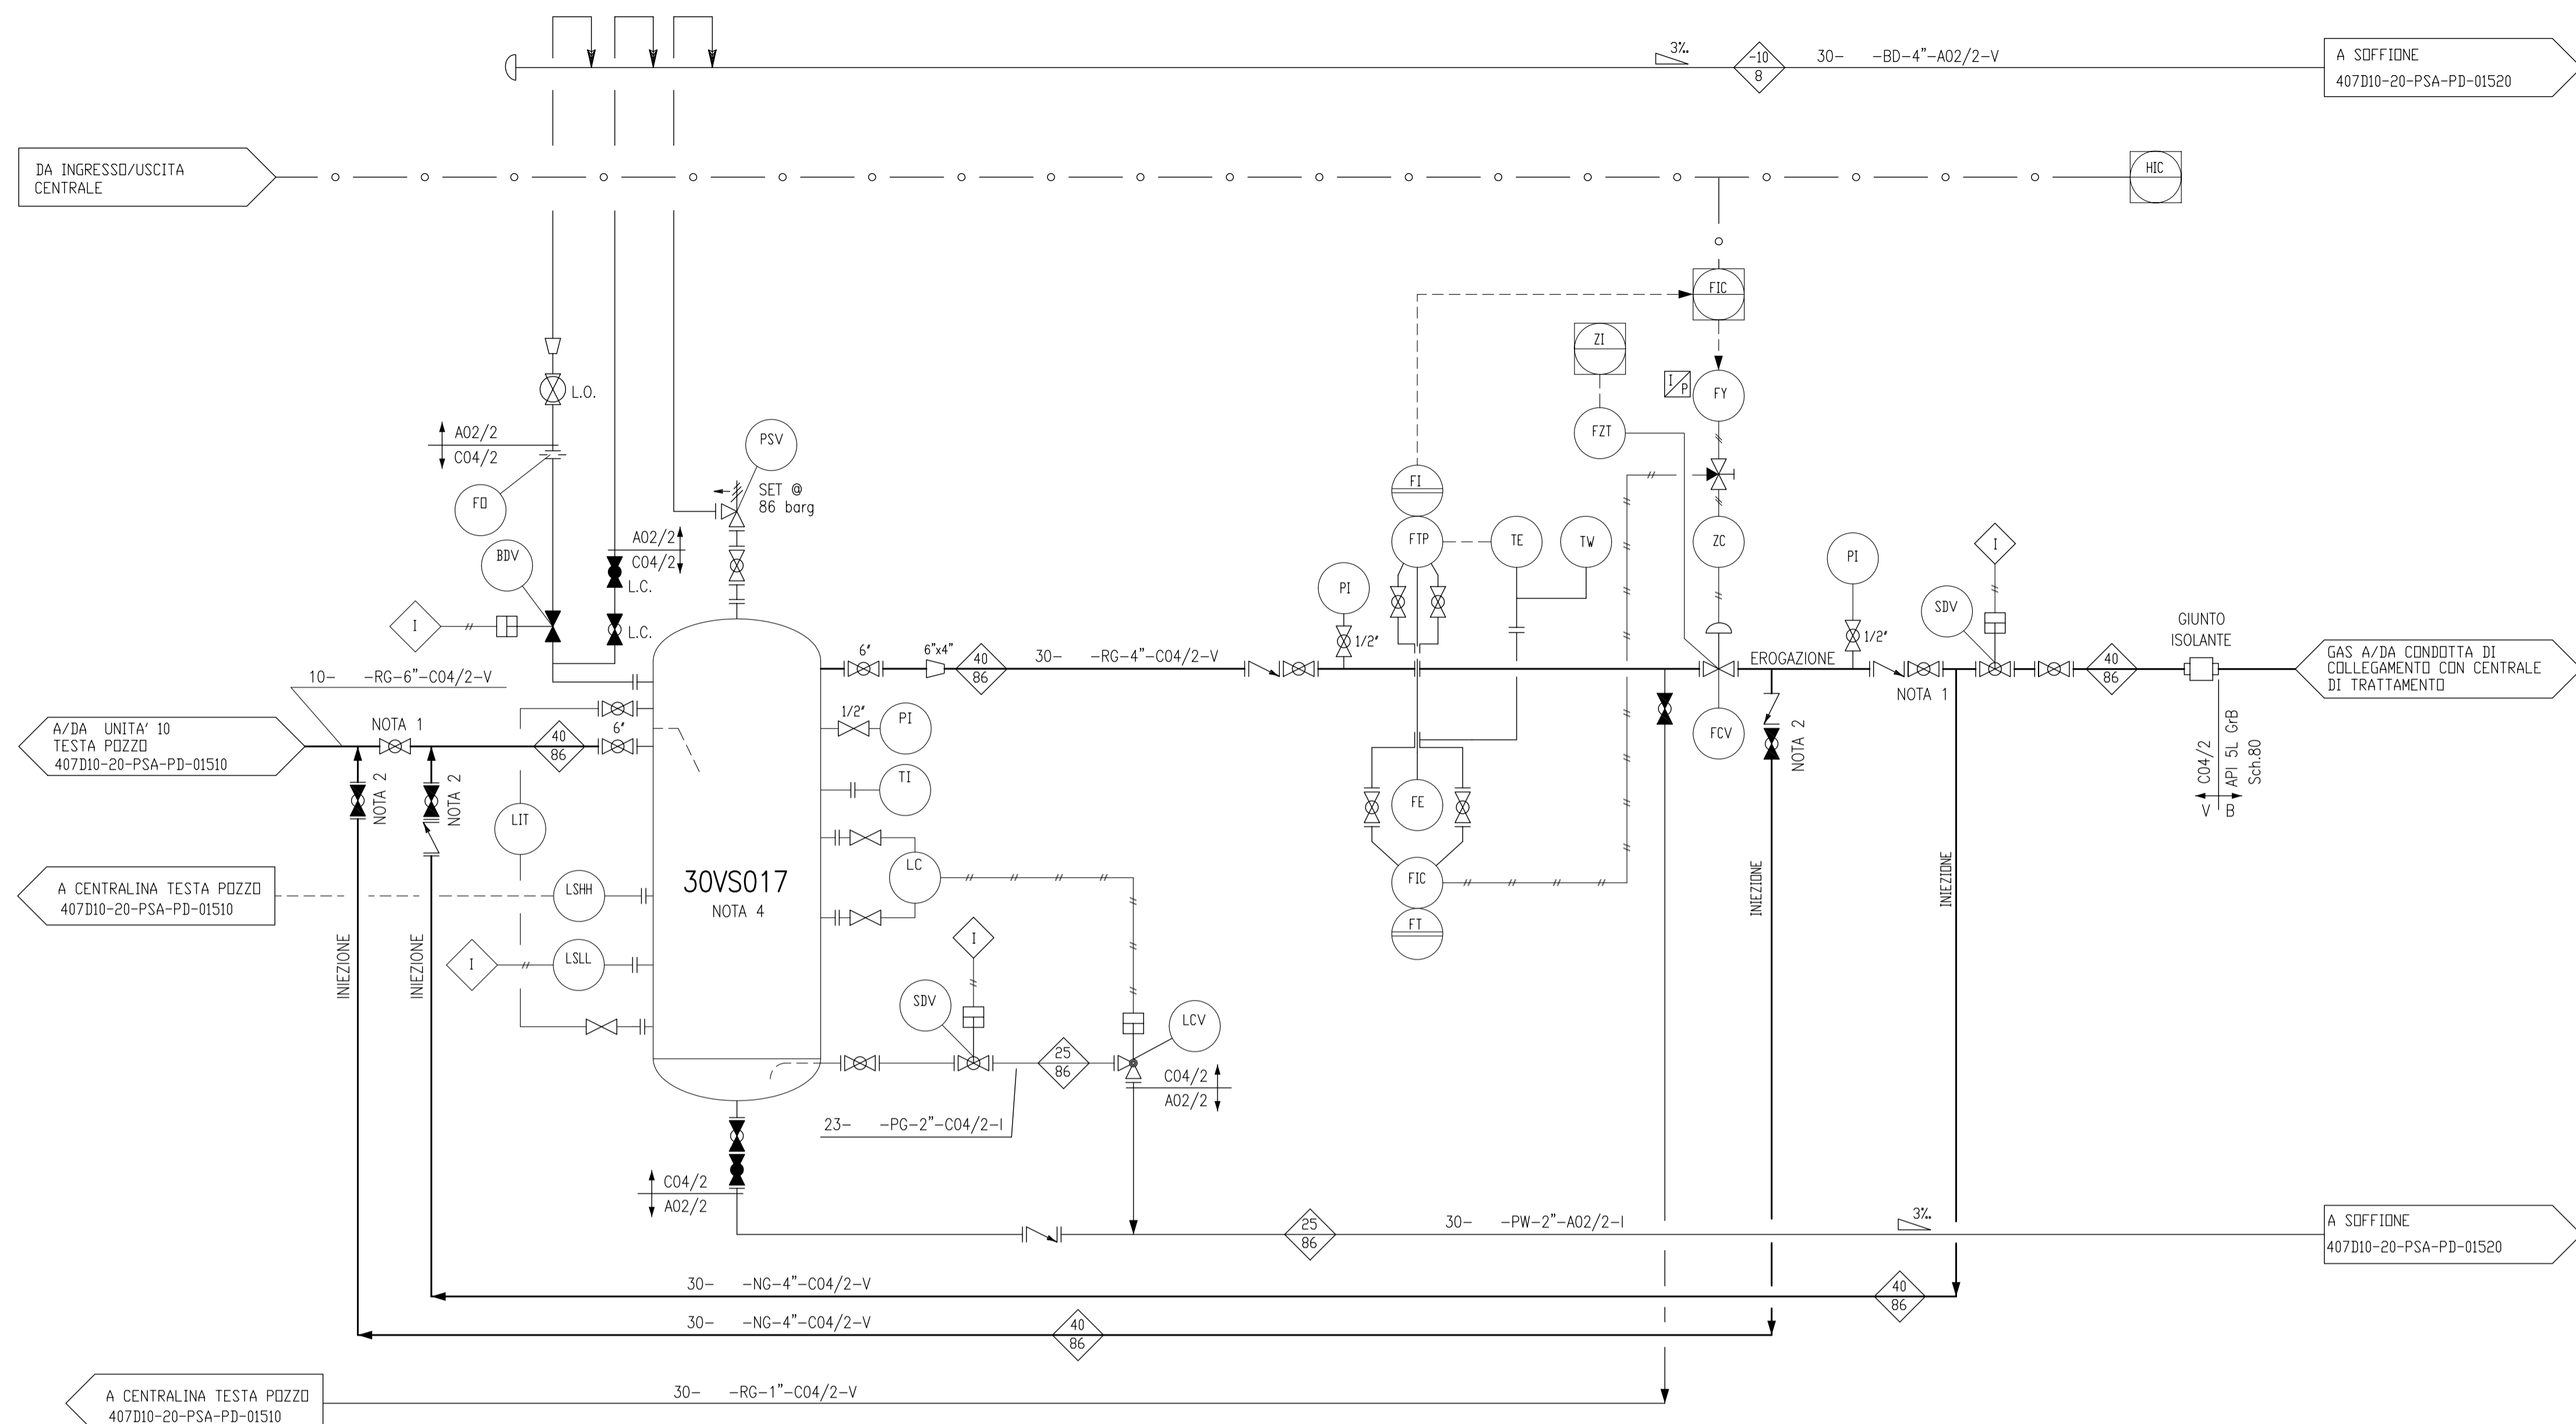 3‰
-10
8
30-   -BD-4"-A02/2-V
A SOFFIONE
407D10-20-PSA-PD-01520
DA INGRESSO/USCITA
CENTRALE
HIC
FIC
ZI
I/P
FY
L.O.
FZT
A02/2
C04/2
PSV
FO
SET @
86 barg
FI
A02/2
C04/2
FTP
TE
TW
ZC
BDV
L.C.
PI
PI
I
I
L.C.
1/2"
1/2"
SDV
GIUNTO
ISOLANTE
6"
6"x4"
40
86
30-   -RG-4"-C04/2-V
EROGAZIONE
40
86
GAS A/DA CONDOTTA DI
COLLEGAMENTO CON CENTRALE
DI TRATTAMENTO
10-   -RG-6"-C04/2-V
NOTA 1
A/DA  UNITA' 10
TESTA POZZO
407D10-20-PSA-PD-01510
NOTA 1
40
86
6"
1/2"
PI
FCV
NOTA 2
C04/2
API 5L GrB
Sch.80
V
B
NOTA 2
NOTA 2
TI
FE
LIT
LC
30VS017
NOTA 4
FIC
FT
A CENTRALINA TESTA POZZO
407D10-20-PSA-PD-01510
LSHH
INIEZIONE
INIEZIONE
INIEZIONE
INIEZIONE
I
LSLL
I
SDV
LCV
25
86
C04/2
A02/2
23-   -PG-2"-C04/2-I
C04/2
A02/2
25
86
30-   -PW-2"-A02/2-I
3‰
A SOFFIONE
407D10-20-PSA-PD-01520
30-   -NG-4"-C04/2-V
40
86
30-   -NG-4"-C04/2-V
40
86
A CENTRALINA TESTA POZZO
407D10-20-PSA-PD-01510
30-   -RG-1"-C04/2-V